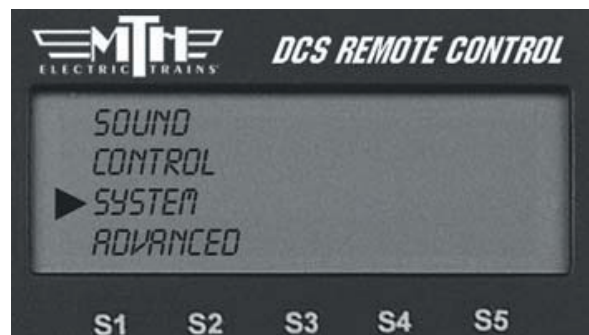 MTH
ELECTRIC TRAINS
DCS REMOTE CONTROL
SOUND
CONTROL
SYSTEM
ADVANCED
S1 S2 S3 S4 S5